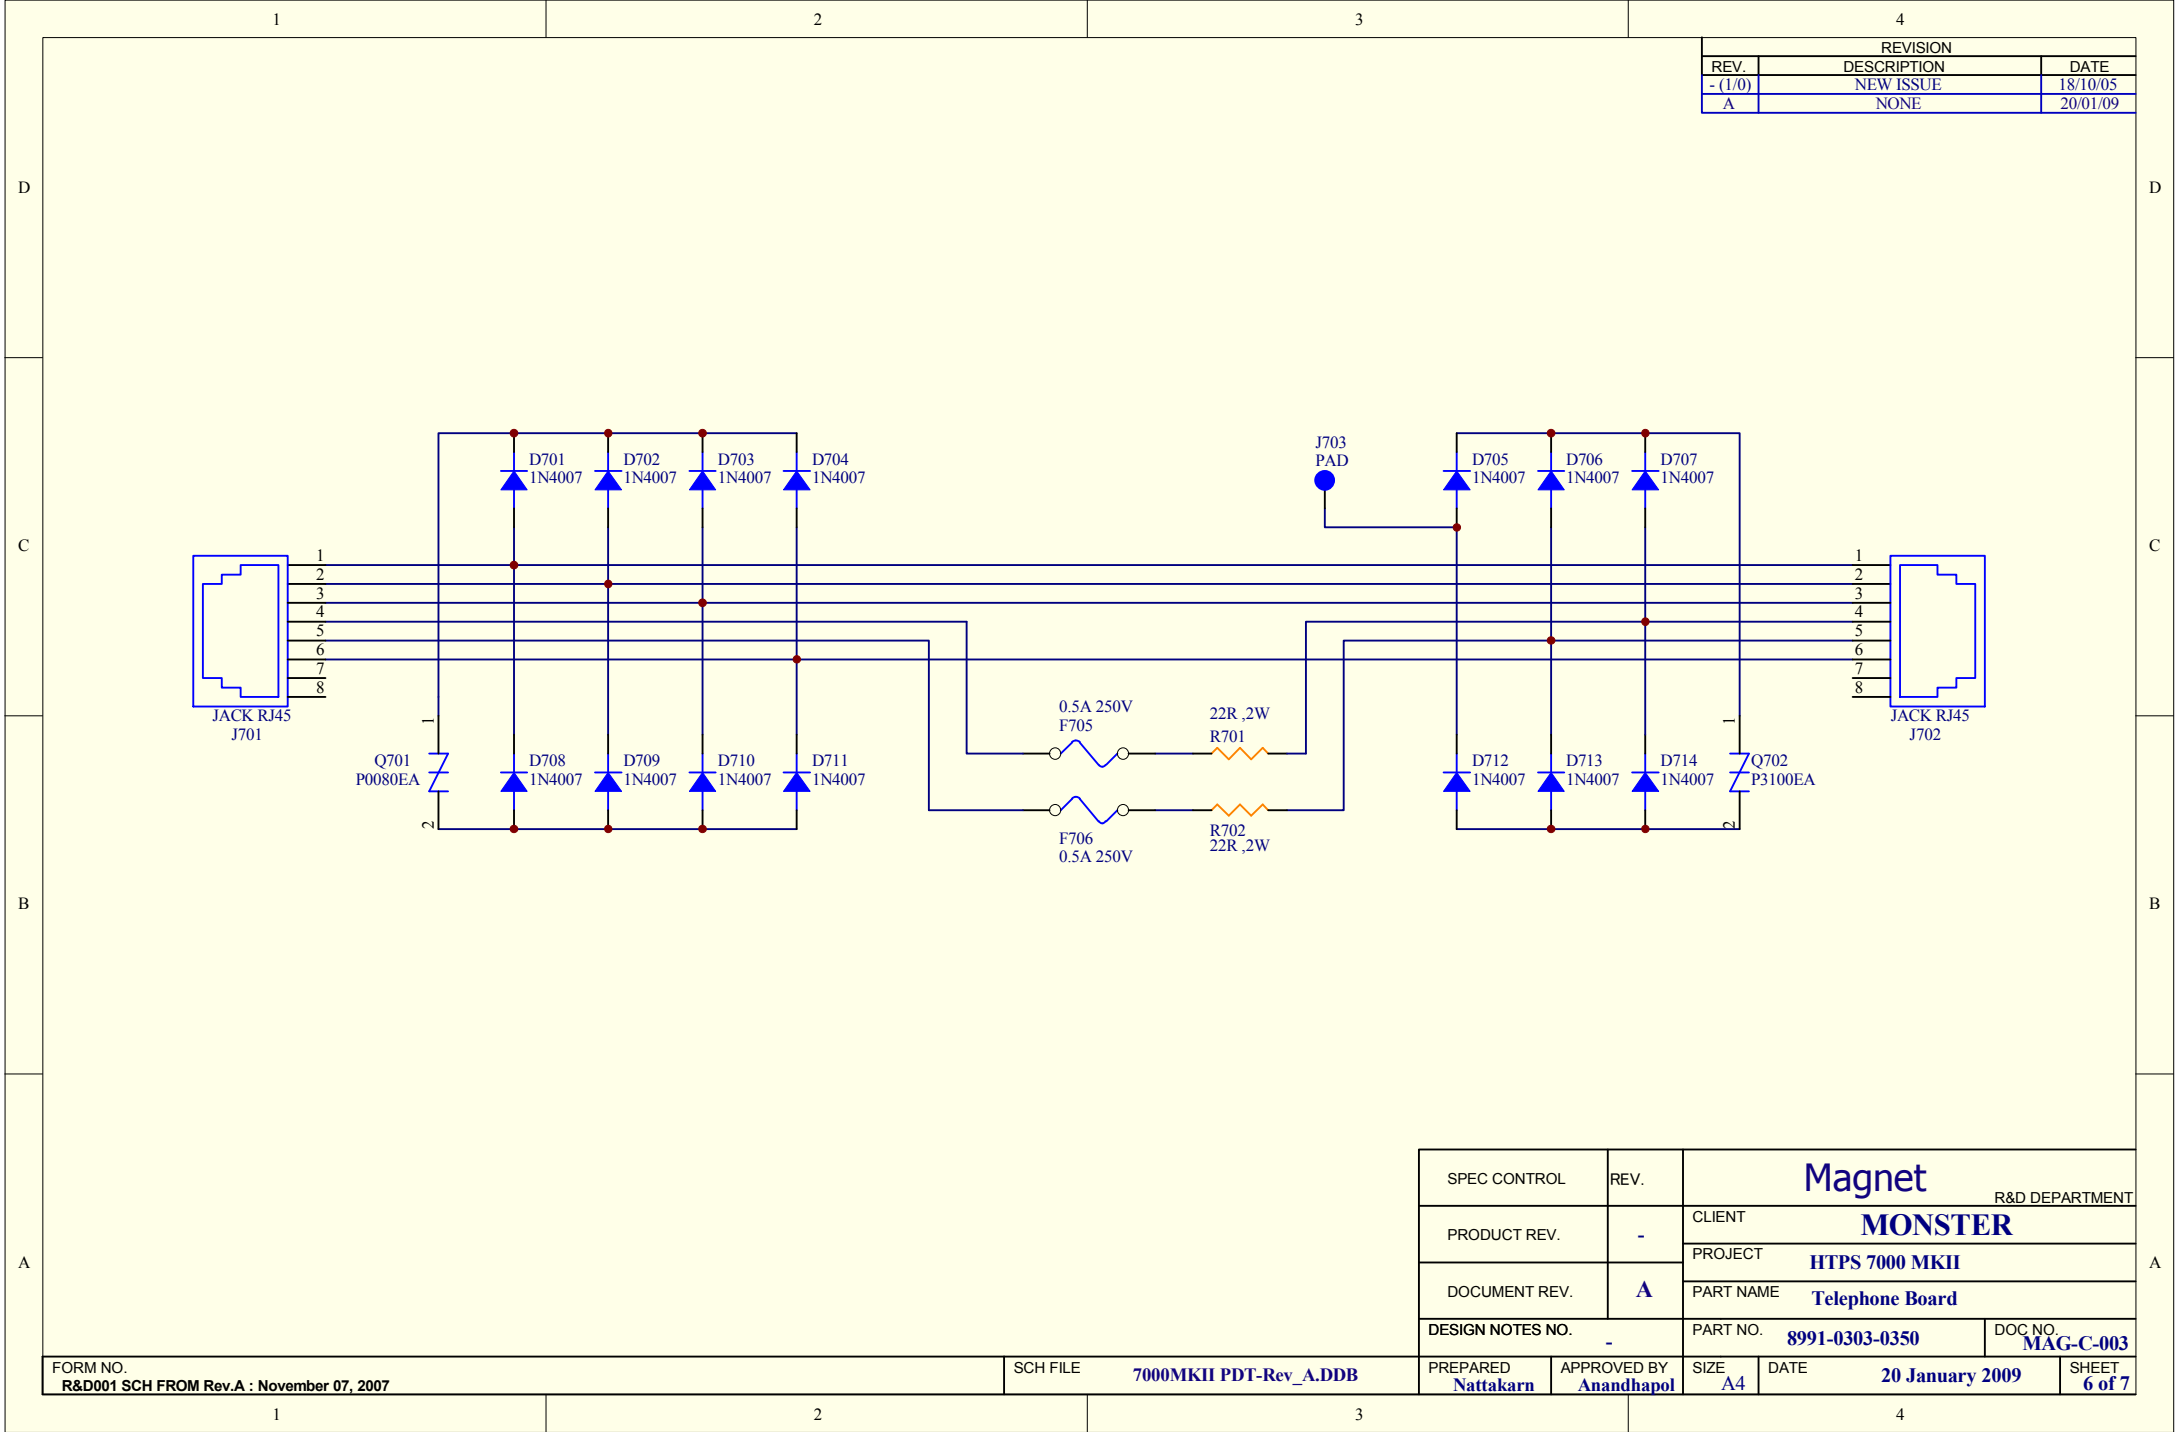 1 2 3 4
REVISION
REV. DESCRIPTION DATE
- (1/0) NEW ISSUE 18/10/05
A NONE 20/01/09
D D
J703
PAD
D701
1N4007
D702
1N4007
D703
1N4007
D704
1N4007
D705
1N4007
D706
1N4007
D707
1N4007
C C
1
2
3
4
5
6
7
8
JACK RJ45
J701
1
2
3
4
5
6
7
8
JACK RJ45
J702
1
Q701
P0080EA
2
D708
1N4007
D709
1N4007
D710
1N4007
D711
1N4007
0.5A 250V
F705
22R ,2W
R701
F706
0.5A 250V
R702
22R ,2W
D712
1N4007
D713
1N4007
D714
1N4007
1
Q702
P3100EA
2
B B
A A
SPEC CONTROL REV.
Magnet
R&D DEPARTMENT
PRODUCT REV. -
CLIENT MONSTER
PROJECT HTPS 7000 MKII
DOCUMENT REV. A
PART NAME Telephone Board
DESIGN NOTES NO. -
PART NO. 8991-0303-0350
DOC NO. MAG-C-003
FORM NO.
R&D001 SCH FROM Rev.A : November 07, 2007
SCH FILE 7000MKII PDT-Rev_A.DDB
PREPARED
Nattakarn
APPROVED BY
Anandhapol
SIZE
A4
DATE 20 January 2009
SHEET
6 of 7
1 2 3 4